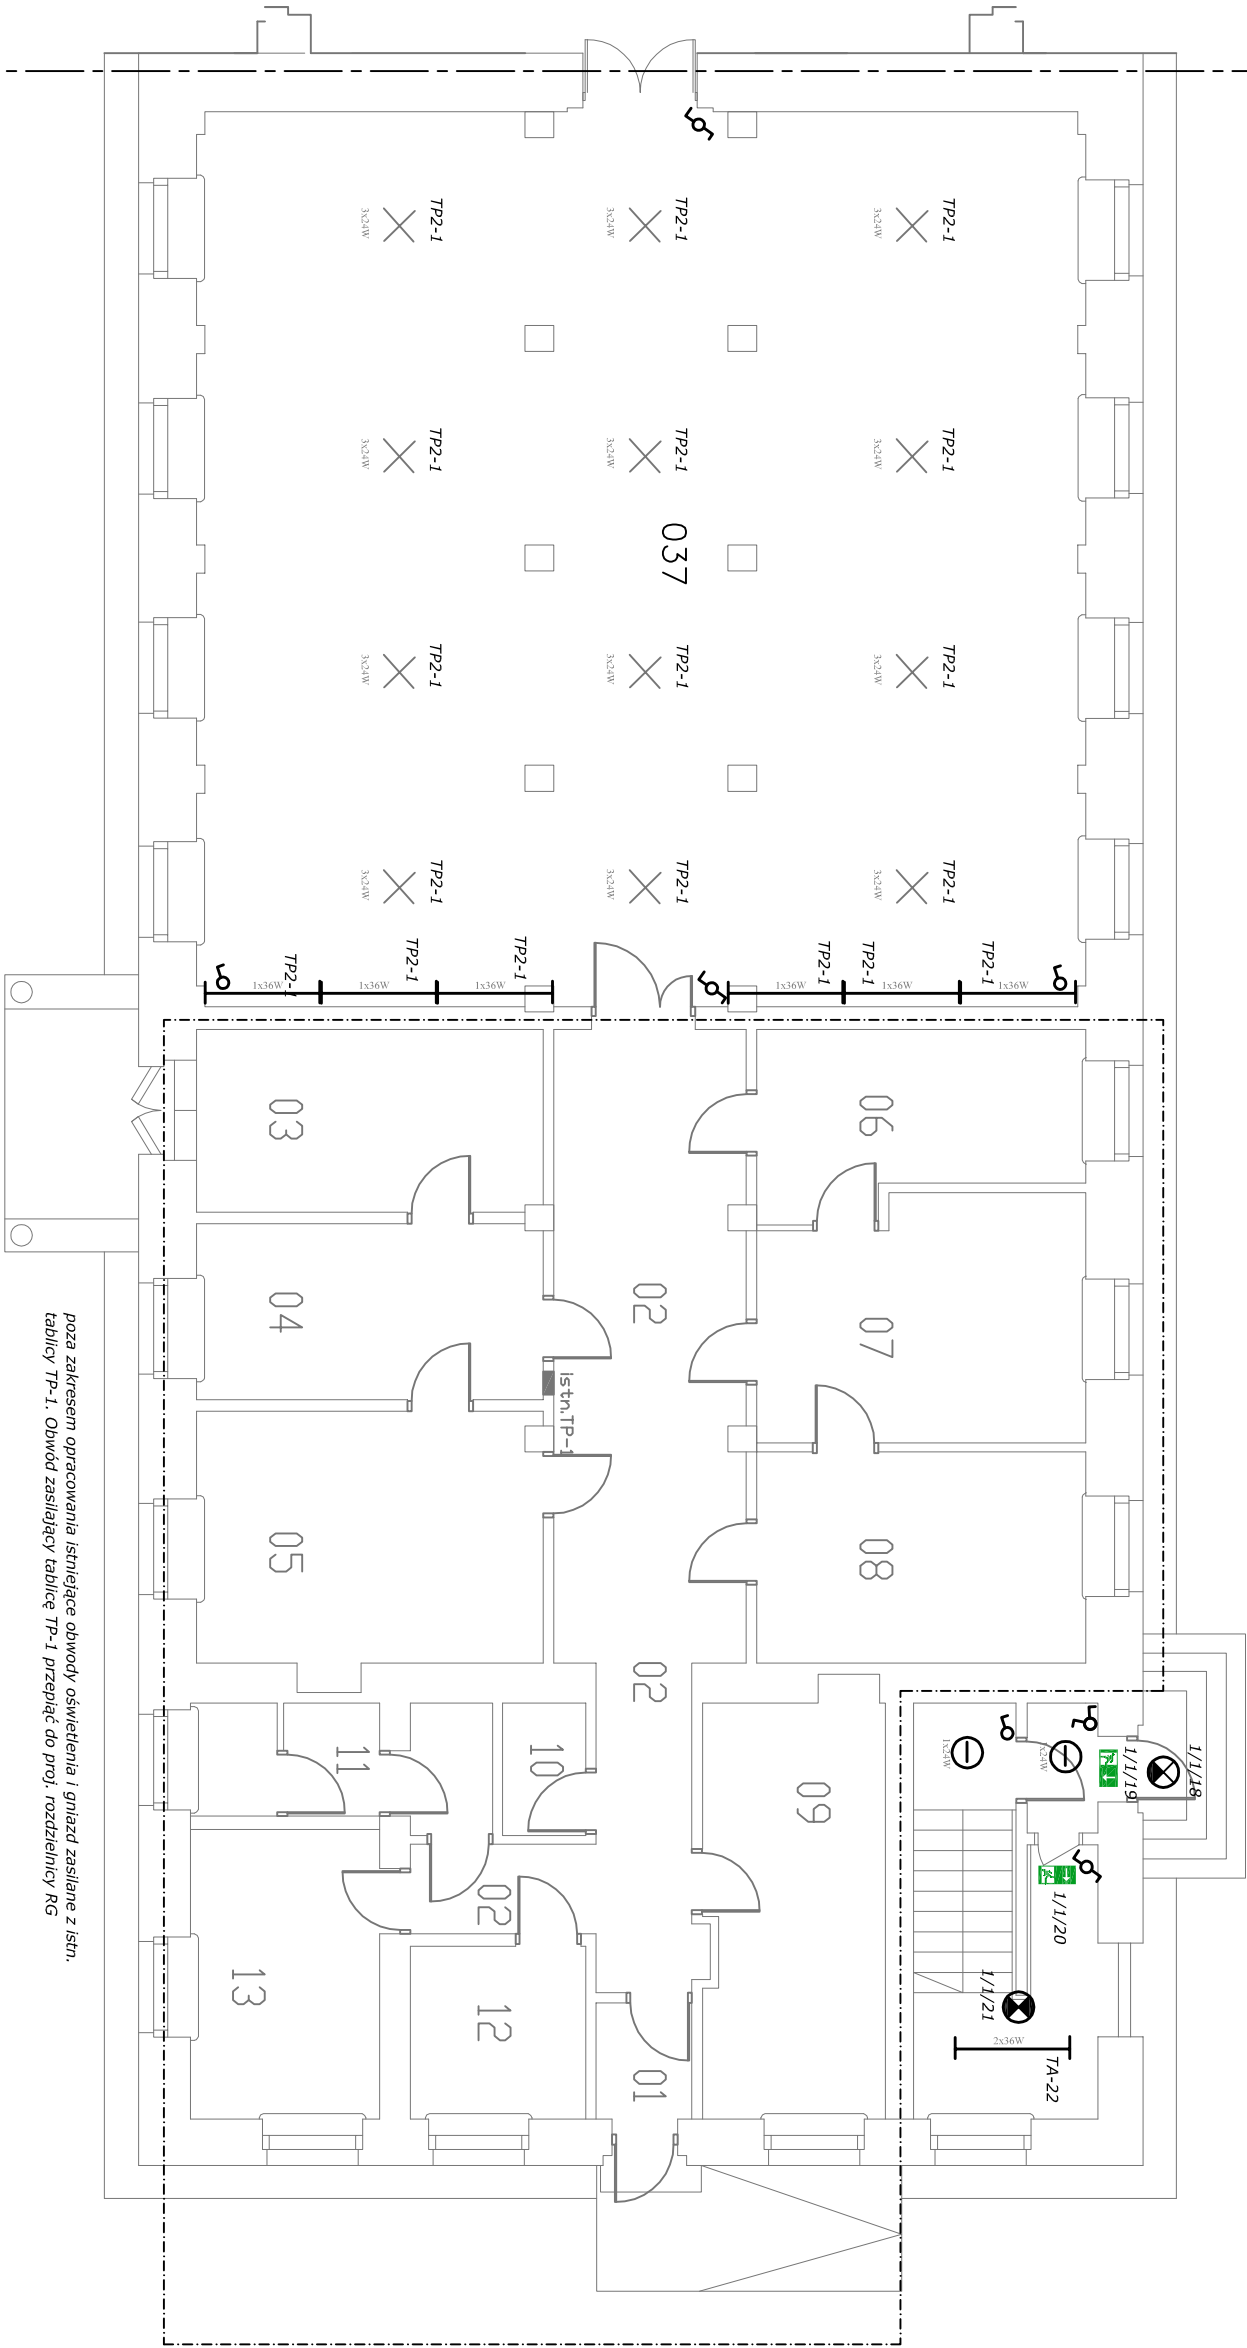 TP2-1
3x24W
TP2-1
3x24W
TP2-1
3x24W
TP2-1
3x24W
TP2-1
3x24W
TP2-1
3x24W
037
TP2-1
3x24W
TP2-1
3x24W
TP2-1
3x24W
TP2-1
3x24W
TP2-1
3x24W
TP2-1
3x24W
TP2-1
1x36W
TP2-1
1x36W
TP2-1
1x36W
TP2-1
1x36W
TP2-1
1x36W
TP2-1
1x36W
03
06
04
02
07
istn.TP-1
05
08
02
11
10
09
1x24W
1x24W
1/1/19
1/1/18
1/1/20
02
13
12
1/1/21
2x36W
TA-22
01
poza zakresem opracowania istniejące obwody oświetlenia i gniazd zasilane z istn.
tablicy TP-1. Obwód zasilający tablicę TP-1 przepiąć do proj. rozdzielnicy RG